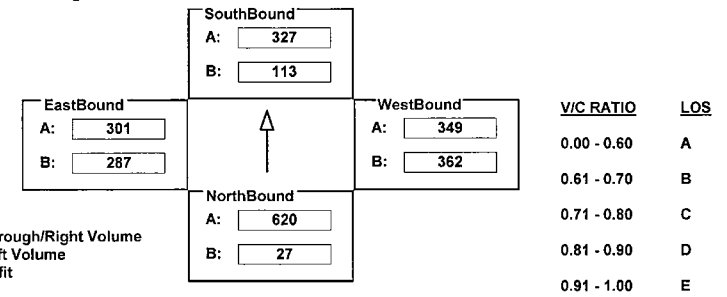 SouthBound
A: 327
B: 113
EastBound
A: 301
B: 287
WestBound
A: 349
B: 362
NorthBound
A: 620
B: 27
rough/Right Volume
ft Volume
fit
V/C RATIO LOS
0.00 - 0.60 A
0.61 - 0.70 B
0.71 - 0.80 C
0.81 - 0.90 D
0.91 - 1.00 E